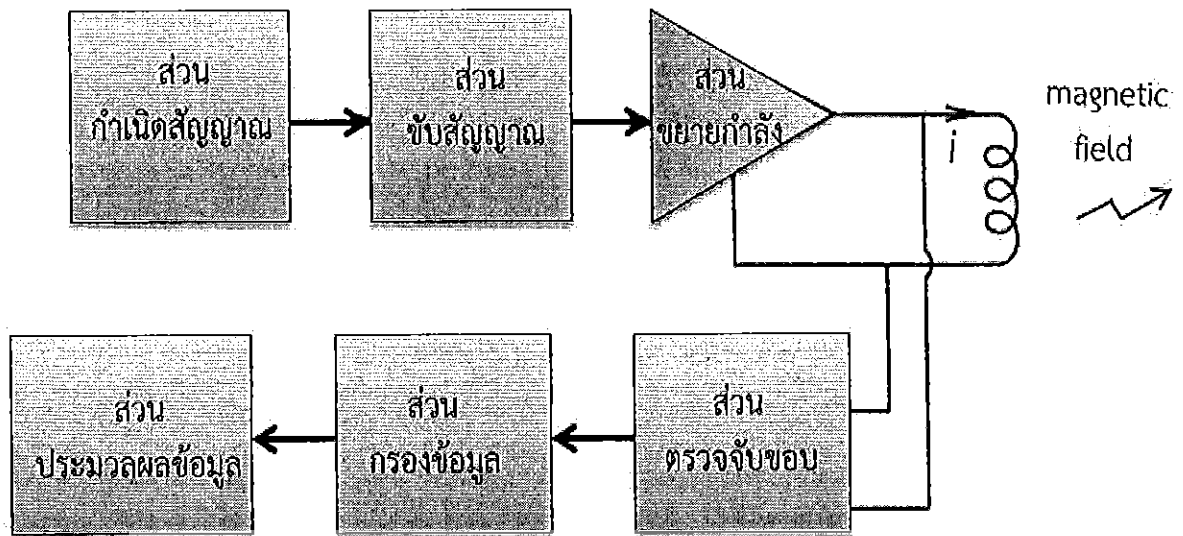 ส่วน
กำเนิดสัญญาณ
ส่วน
ขับสัญญาณ
ส่วน
ขยายกำลัง
i
magnetic
field
ส่วน
ประมวลผลข้อมูล
ส่วน
กรองข้อมูล
ส่วน
ตรวจจับขอบ